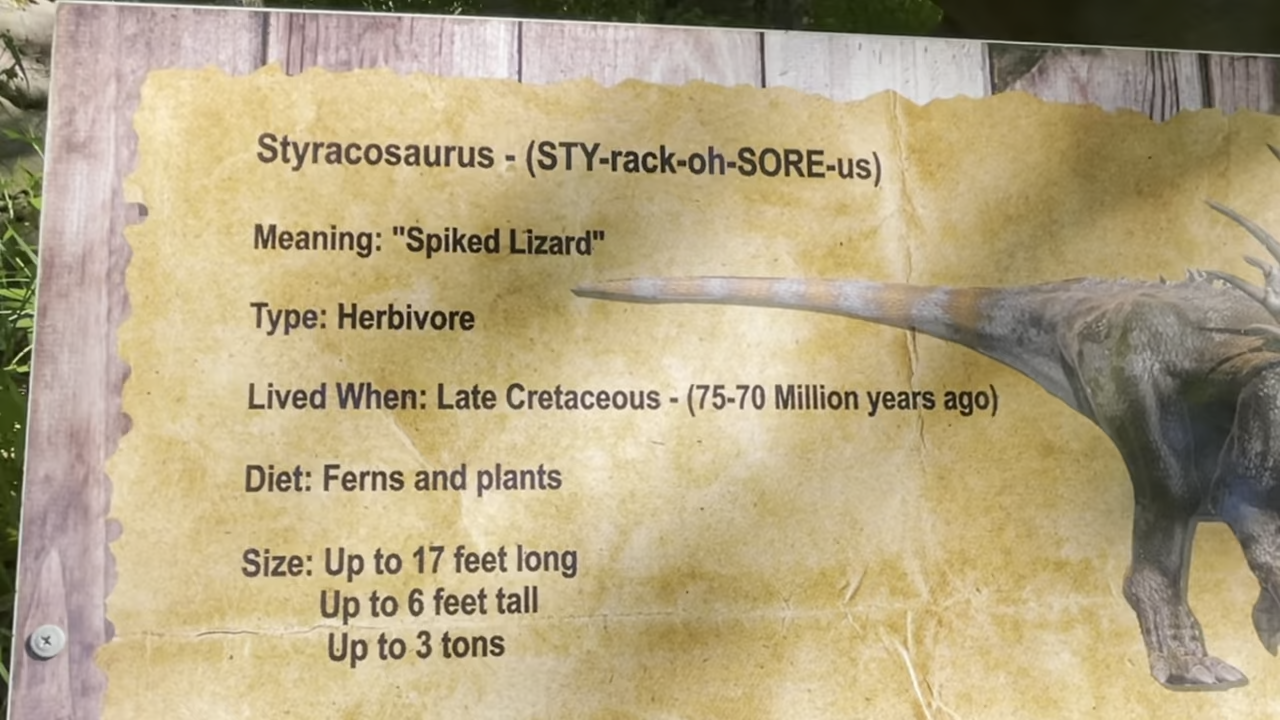 Styracosaurus - (STY-rack-oh-SORE-us)
Meaning: "Spiked Lizard"
Type: Herbivore
Lived When: Late Cretaceous - (75-70 Million years ago)
Diet: Ferns and plants
Size: Up to 17 feet long
Up to 6 feet tall
Up to 3 tons